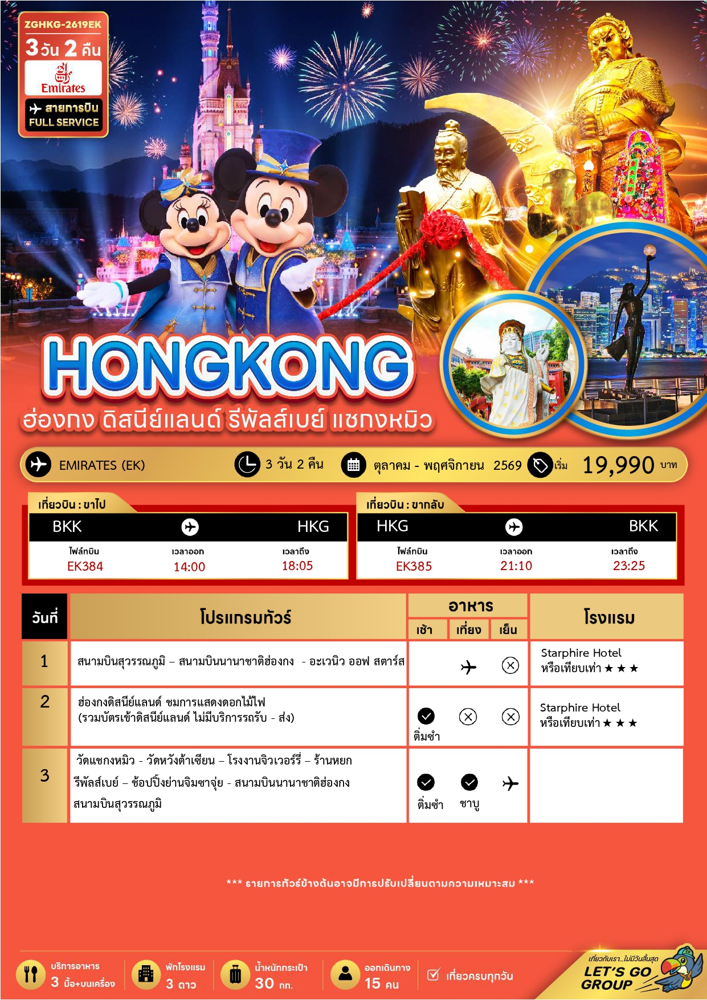 ZGHKG-2619EK
3 วัน 2 คืน
Emirates
สายการบิน
FULL SERVICE
HONGKONG
ฮ่องกง ดิสนีย์แลนด์ รีพัลส์เบย์ แชกงหมิว
EMIRATES (EK) 3 วัน 2 คืน ตุลาคม - พฤศจิกายน 2569 เริ่ม 19,990 บาท
เที่ยวบิน : ขาไป
BKK HKG
ไฟล์ทบิน เวลาออก เวลาถึง
EK384 14:00 18:05
เที่ยวบิน : ขากลับ
HKG BKK
ไฟล์ทบิน เวลาออก เวลาถึง
EK385 21:10 23:25
วันที่ โปรแกรมทัวร์ อาหาร โรงแรม
เช้า เที่ยง เย็น
1 สนามบินสุวรรณภูมิ – สนามบินนานาชาติฮ่องกง - อะเวนิว ออฟ สตาร์ส
Starphire Hotel
หรือเทียบเท่า ★ ★ ★
2 ฮ่องกงดิสนีย์แลนด์ ชมการแสดงดอกไม้ไฟ
(รวมบัตรเข้าดิสนีย์แลนด์ ไม่มีบริการรถรับ - ส่ง)
ติ่มซำ
Starphire Hotel
หรือเทียบเท่า ★ ★ ★
3 วัดแชกงหมิว - วัดหวังต้าเซียน – โรงงานจิวเวอร์รี่ – ร้านหยก
รีพัลส์เบย์ – ช้อปปิ้งย่านจิมซาจุ่ย - สนามบินนานาชาติฮ่องกง
สนามบินสุวรรณภูมิ
ติ่มซำ ชาบู
*** รายการทัวร์ข้างต้นอาจมีการปรับเปลี่ยนตามความเหมาะสม ***
บริการอาหาร
3 มื้อ+บนเครื่อง
พักโรงแรม
3 ดาว
น้ำหนักกระเป๋า
30 กก.
ออกเดินทาง
15 คน
เที่ยวครบทุกวัน
เที่ยวกับเรา...ไม่มีวันสิ้นสุด
LET'S GO
GROUP